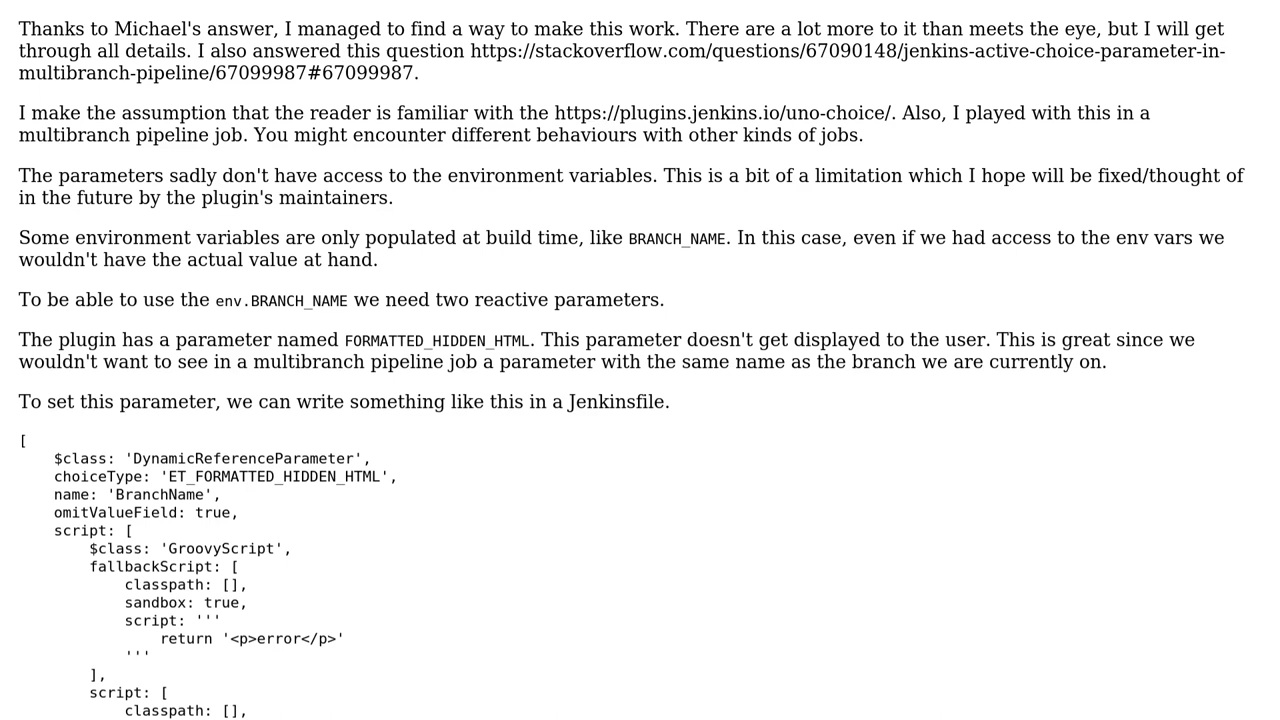 Thanks to Michael's answer, I managed to find a way to make this work. There are a lot more to it than meets the eye, but I will get
through all details. I also answered this question https://stackoverflow.com/questions/67090148/jenkins-active-choice-parameter-in-
multibranch-pipeline/67099987#67099987.
I make the assumption that the reader is familiar with the https://plugins.jenkins.io/uno-choice/. Also, I played with this in a
multibranch pipeline job. You might encounter different behaviours with other kinds of jobs.
The parameters sadly don't have access to the environment variables. This is a bit of a limitation which I hope will be fixed/thought of
in the future by the plugin's maintainers.
Some environment variables are only populated at build time, like BRANCH_NAME. In this case, even if we had access to the env vars we
wouldn't have the actual value at hand.
To be able to use the env.BRANCH_NAME we need two reactive parameters.
The plugin has a parameter named FORMATTED_HIDDEN_HTML. This parameter doesn't get displayed to the user. This is great since we
wouldn't want to see in a multibranch pipeline job a parameter with the same name as the branch we are currently on.
To set this parameter, we can write something like this in a Jenkinsfile.
[
    $class: 'DynamicReferenceParameter',
    choiceType: 'ET_FORMATTED_HIDDEN_HTML',
    name: 'BranchName',
    omitValueField: true,
    script: [
        $class: 'GroovyScript',
        fallbackScript: [
            classpath: [],
            sandbox: true,
            script: '''
                return '<p>error</p>'
            '''
        ],
        script: [
            classpath: [],